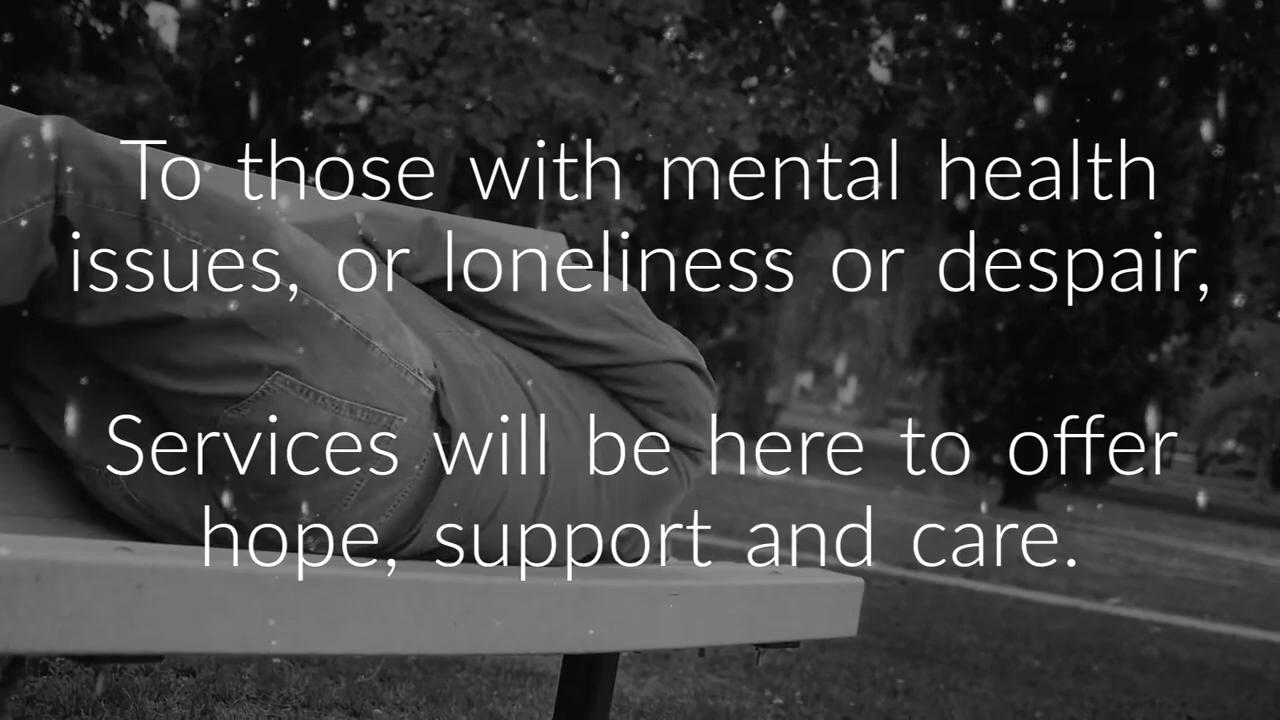 To those with mental health
issues, or loneliness or despair,
Services will be here to offer
hope, support and care.